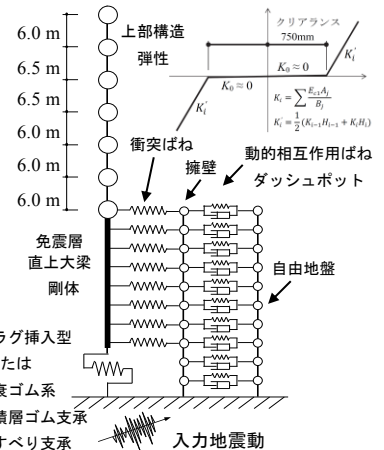 6.0 m
6.5 m
6.5 m
6.0 m
6.0 m
6.0 m
上部構造
弾性
クリアランス
750mm
K₀ ≈ 0
K₀ ≈ 0
K'ᵢ
K'ᵢ
Kᵢ = ∑ Eₑ₁Aⱼ / Bⱼ
K'ᵢ = 1/2 (Kᵢ₋₁Hᵢ₋₁ + KᵢHᵢ)
衝突ばね
擁壁
動的相互作用ばね
ダッシュポット
免震層
直上大梁
剛体
自由地盤
ラグ挿入型
たは
衰ゴム系
積層ゴム支承
すべり支承
入力地震動